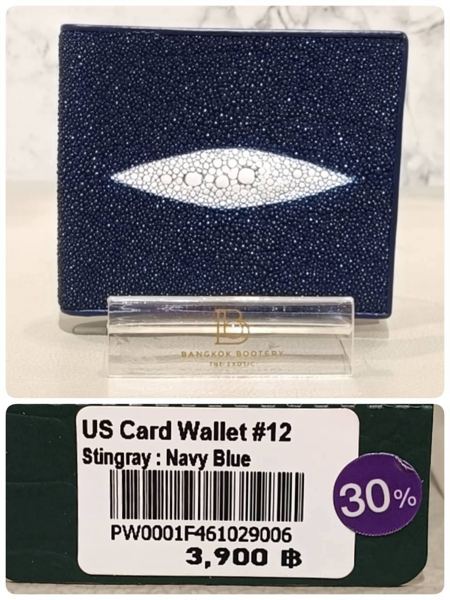 B
BANGKOK BOOTERY
THE EXOTIC
US Card Wallet #12
Stingray : Navy Blue
30%
PW0001F461029006
3,900 ฿